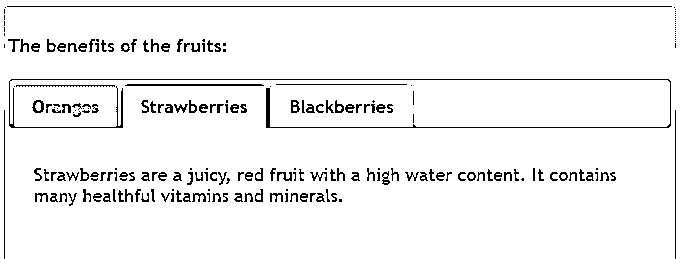 The benefits of the fruits:
Oranges Strawberries Blackberries
Strawberries are a juicy, red fruit with a high water content. It contains
many healthful vitamins and minerals.